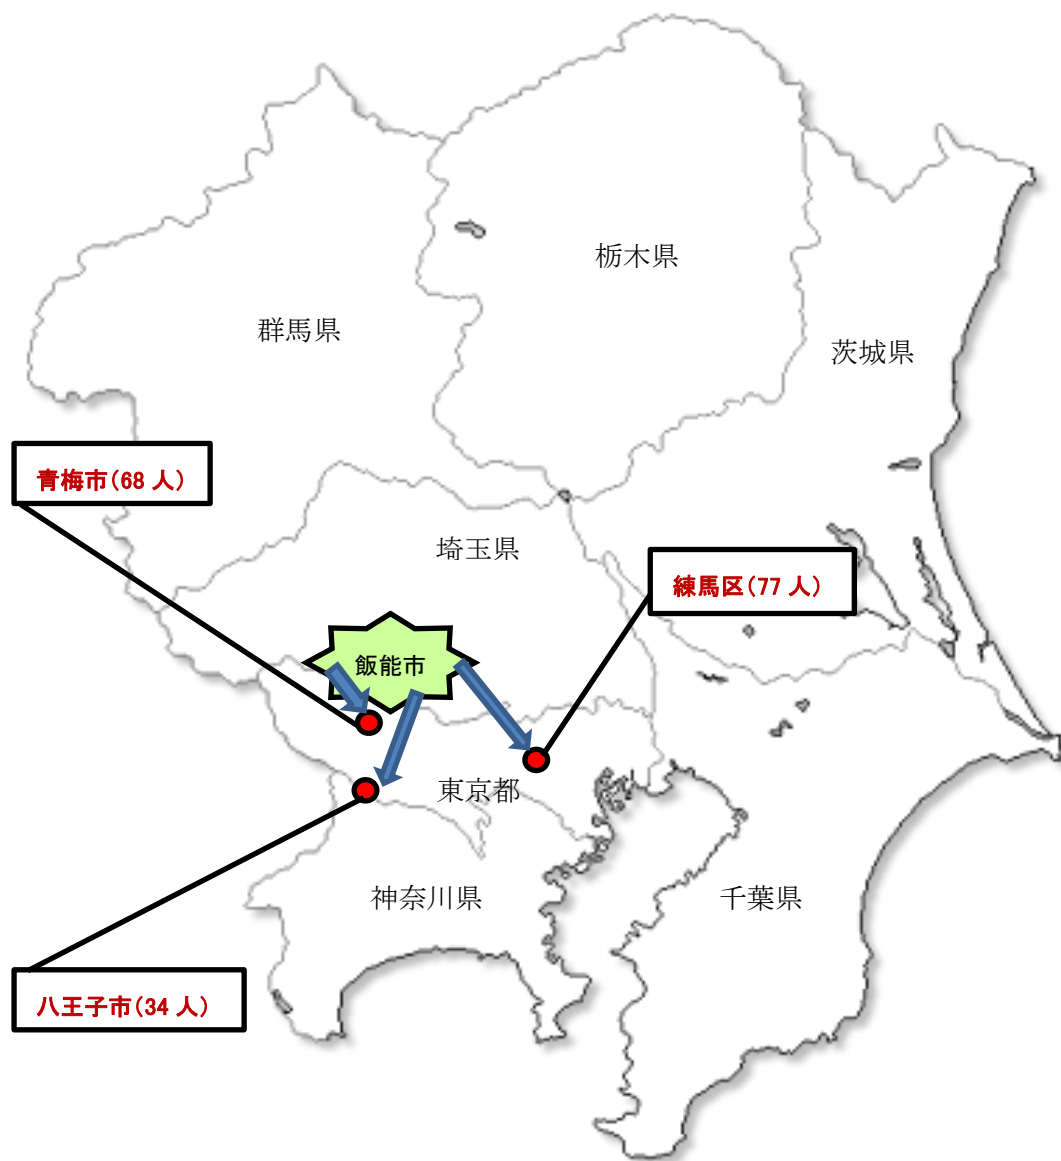 栃木県
群馬県
茨城県
青梅市(68 人)
埼玉県
練馬区(77 人)
飯能市
東京都
神奈川県
千葉県
八王子市(34 人)